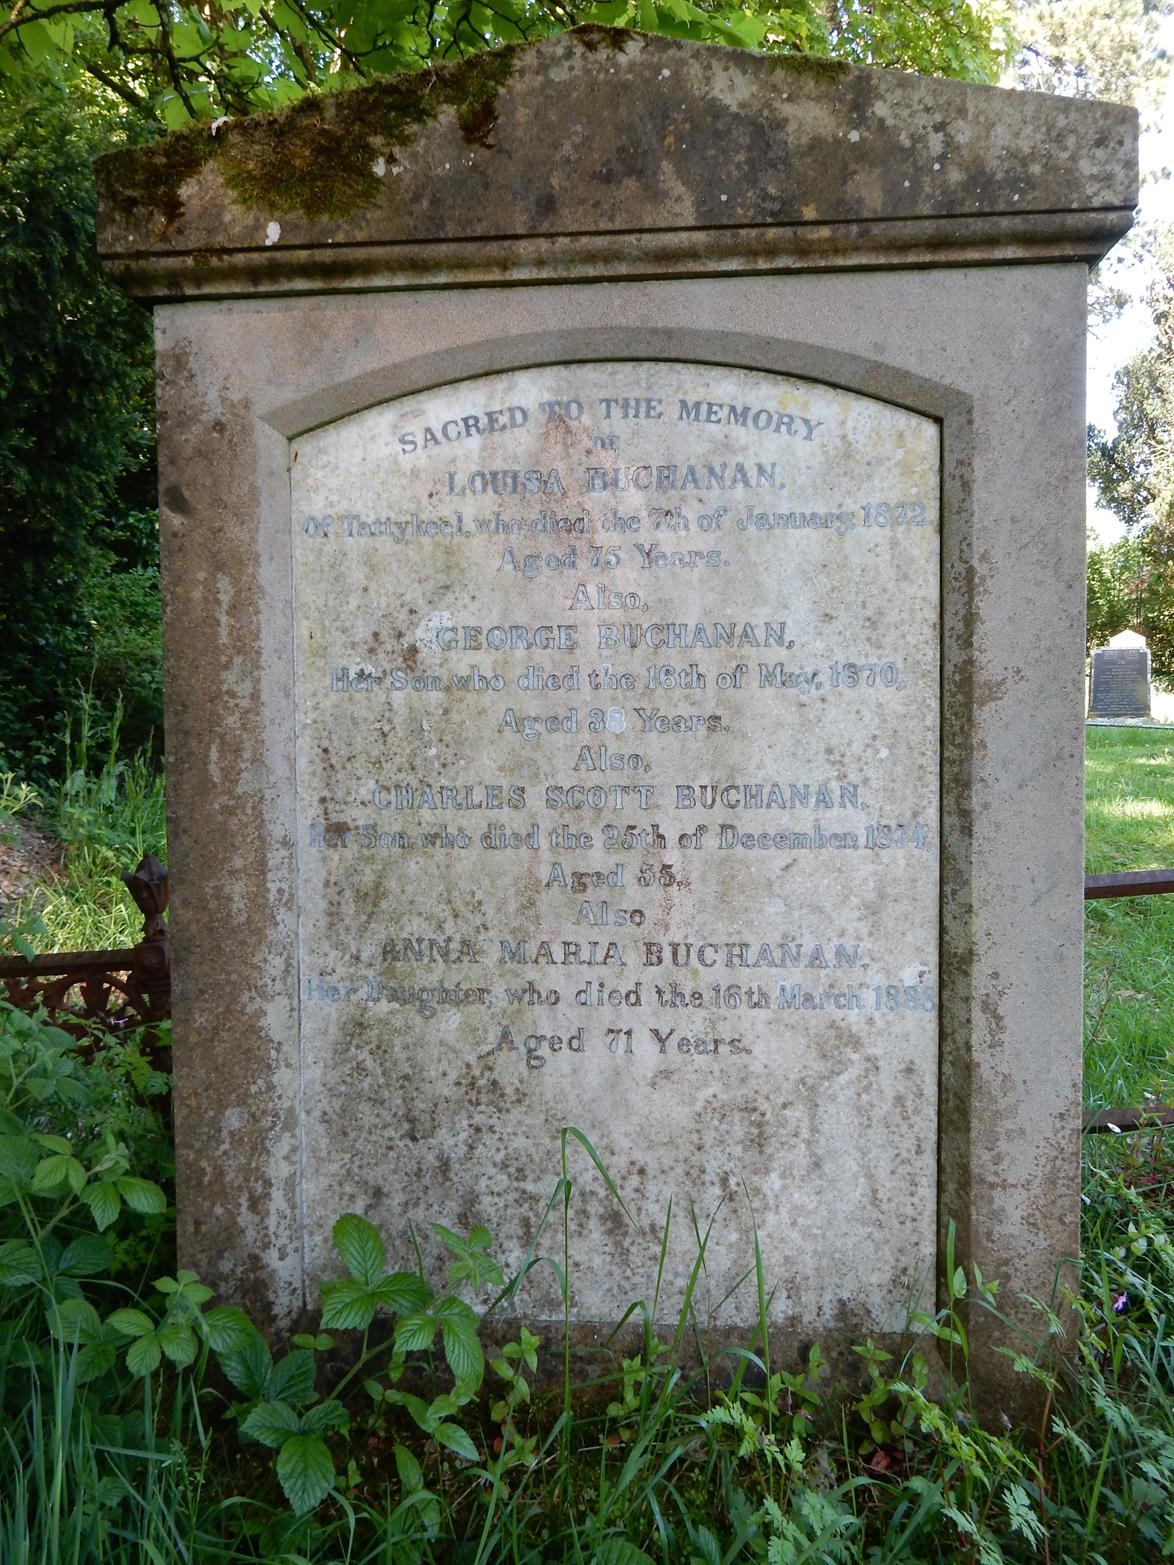 SACRED TO THE MEMORY
OF
LOUISA BUCHANAN,
Of Tattykeel, who died the 7th of January, 1872.
Aged 75 Years.
Also,
GEORGE BUCHANAN,
Her Son who died the 16th of May, 1870,
Aged 38 Years.
Also,
CHARLES SCOTT BUCHANAN,
Her Son who died the 25th of December, 1874,
Aged 55,
Also
ANNA MARIA BUCHANAN,
Her Daughter, who died the 16th March,
Aged 71 Years.